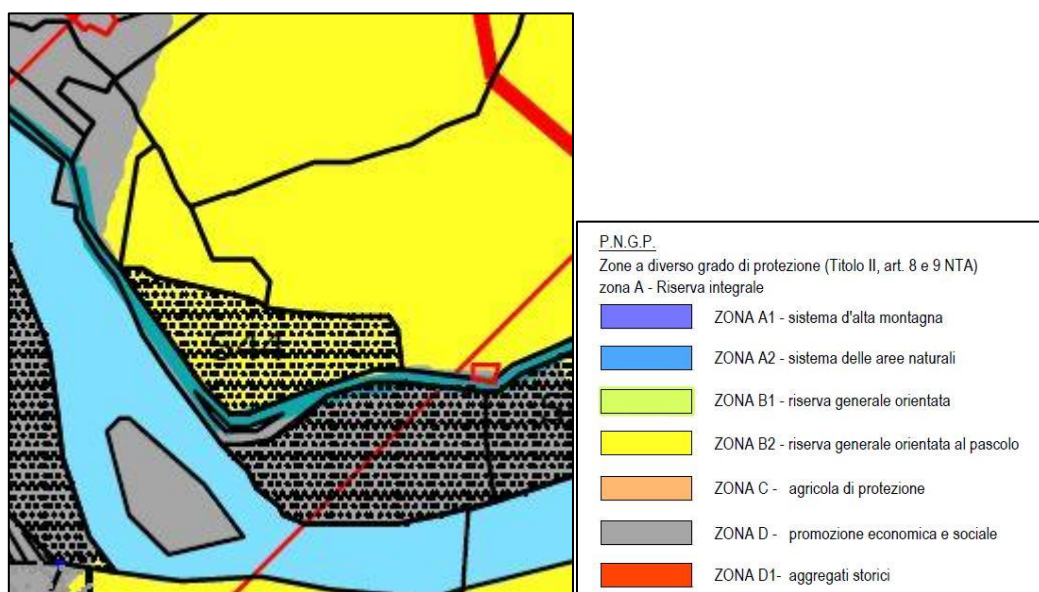 P.N.G.P.
Zone a diverso grado di protezione (Titolo II, art. 8 e 9 NTA)
zona A - Riserva integrale
ZONA A1 - sistema d'alta montagna
ZONA A2 - sistema delle aree naturali
ZONA B1 - riserva generale orientata
ZONA B2 - riserva generale orientata al pascolo
ZONA C - agricola di protezione
ZONA D - promozione economica e sociale
ZONA D1- aggregati storici